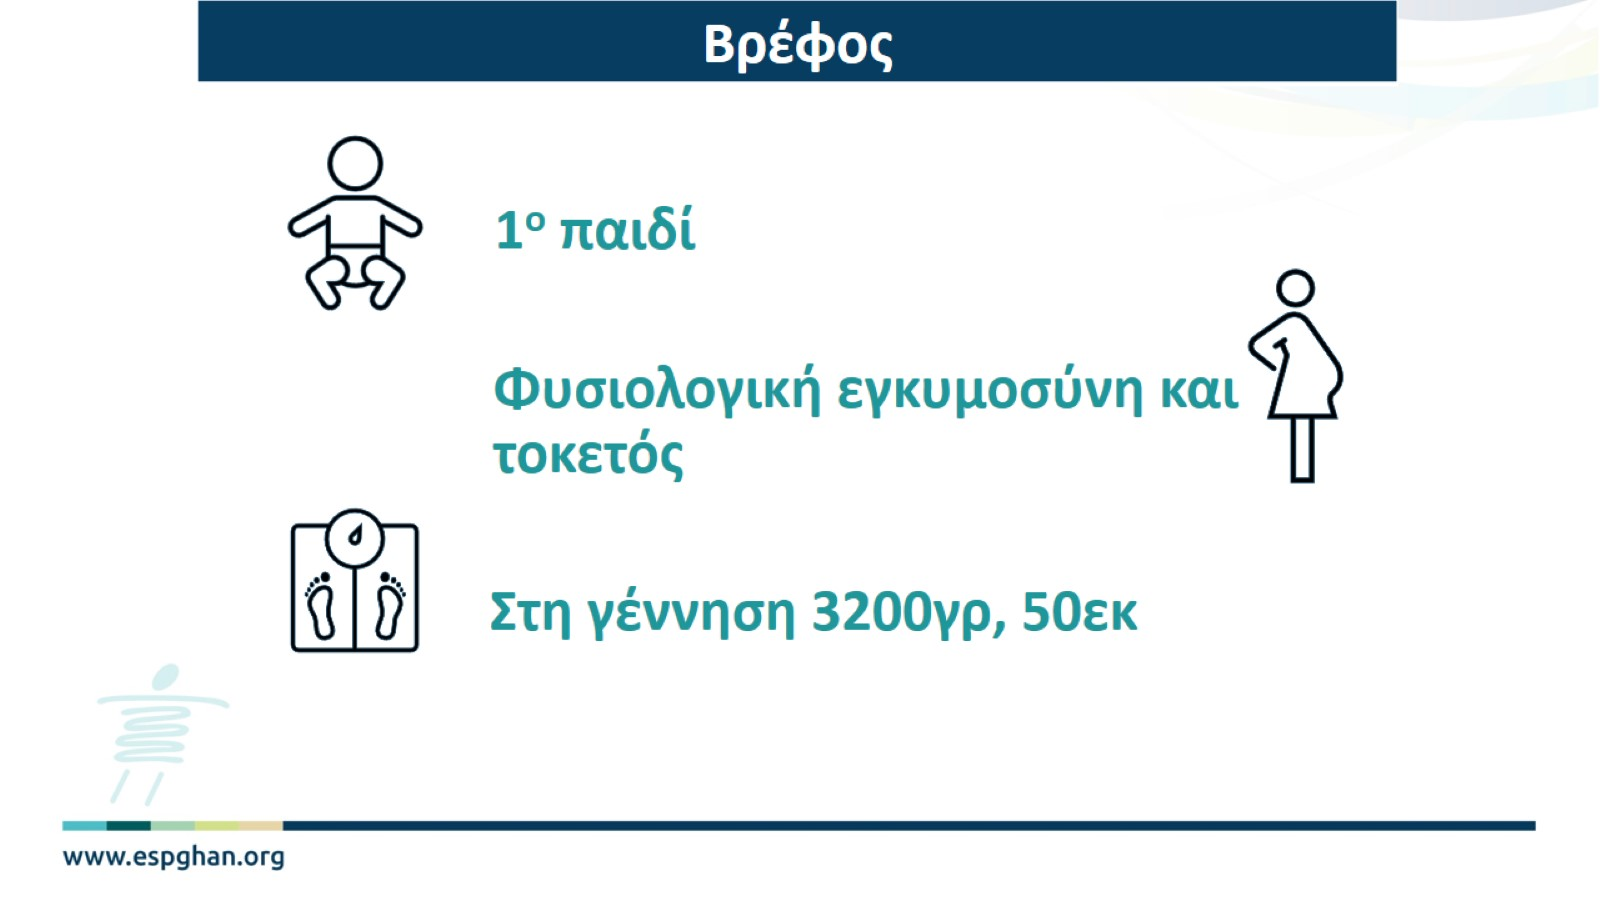 Βρέφος
1ο παιδί
Φυσιολογική εγκυμοσύνη και
τοκετός
Στη γέννηση 3200γρ, 50εκ
www.espghan.org